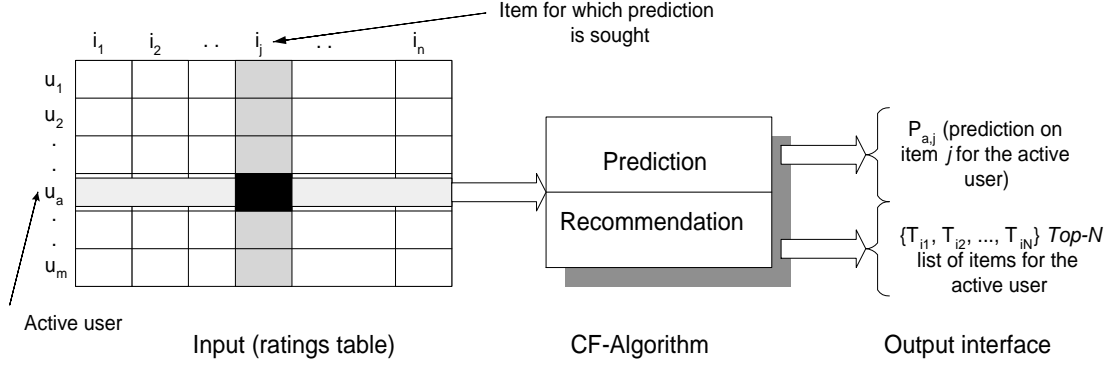 Item for which prediction
is sought
i1 i2 . . ij . . in
u1
u2
.
.
ua
.
.
um
Active user
Input (ratings table)
Prediction
Recommendation
CF-Algorithm
Pa,j (prediction on
item j for the active
user)
{Ti1, Ti2, ..., TiN} Top-N
list of items for the
active user
Output interface